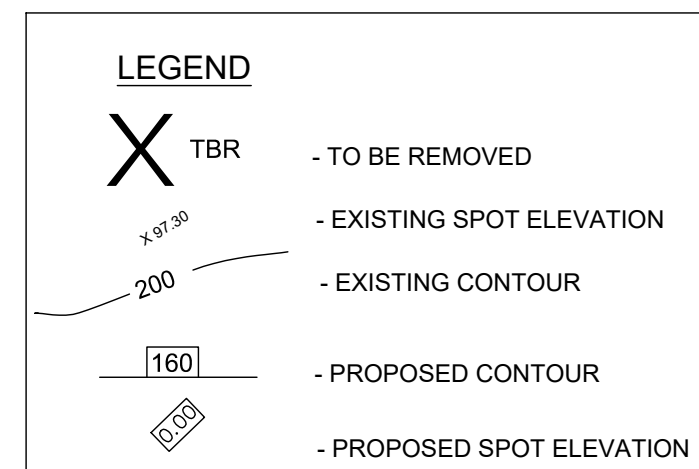 LEGEND
X TBR - TO BE REMOVED
X 97.30 - EXISTING SPOT ELEVATION
200 - EXISTING CONTOUR
160 - PROPOSED CONTOUR
0.00 - PROPOSED SPOT ELEVATION